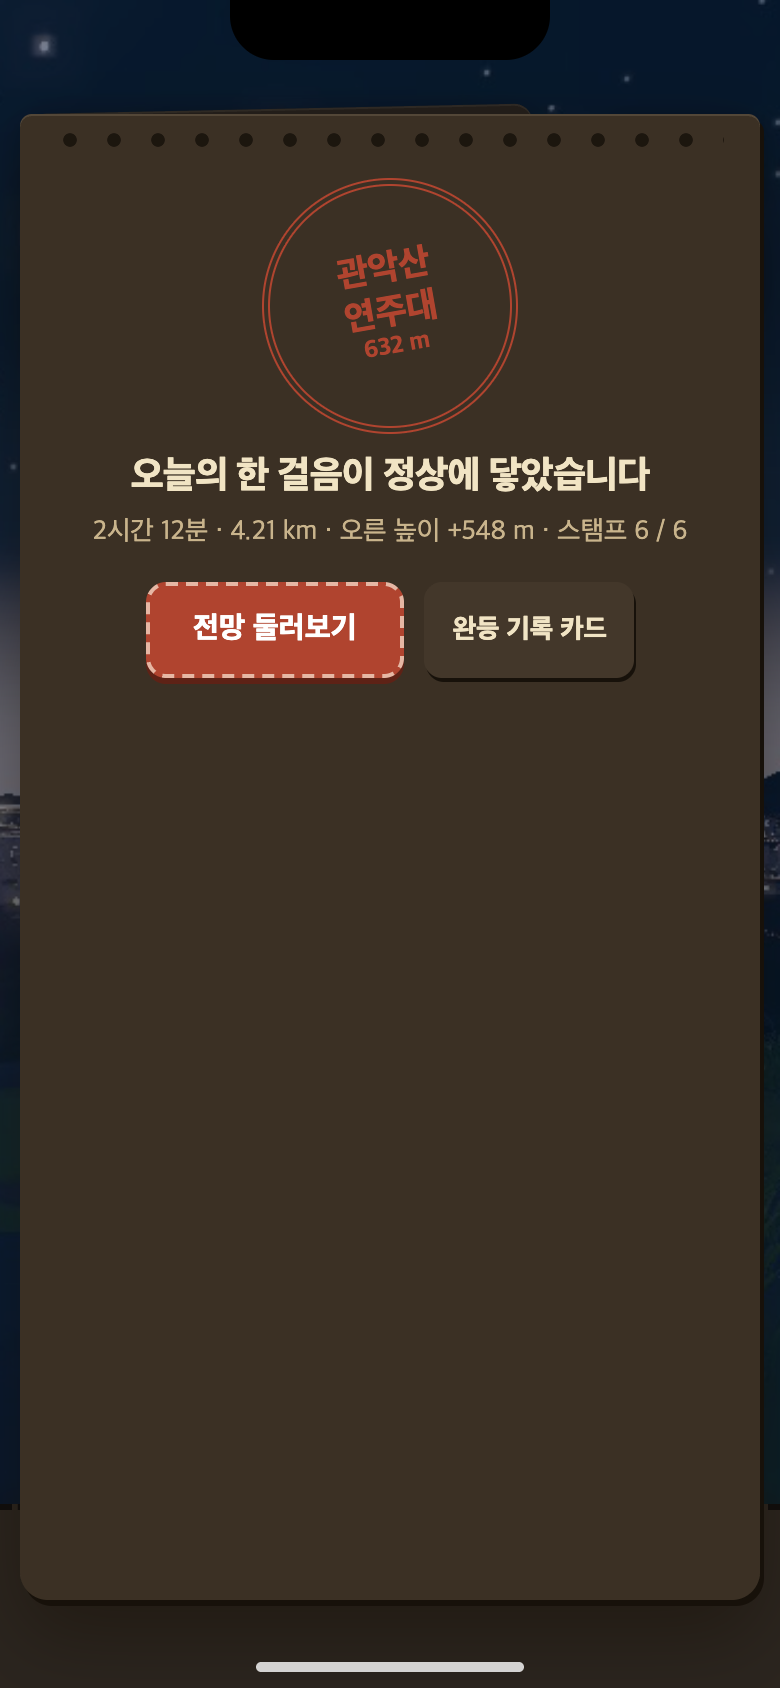 관악산
연주대
632 m
오늘의 한 걸음이 정상에 닿았습니다
2시간 12분 · 4.21 km · 오른 높이 +548 m · 스탬프 6 / 6
전망 둘러보기
완등 기록 카드